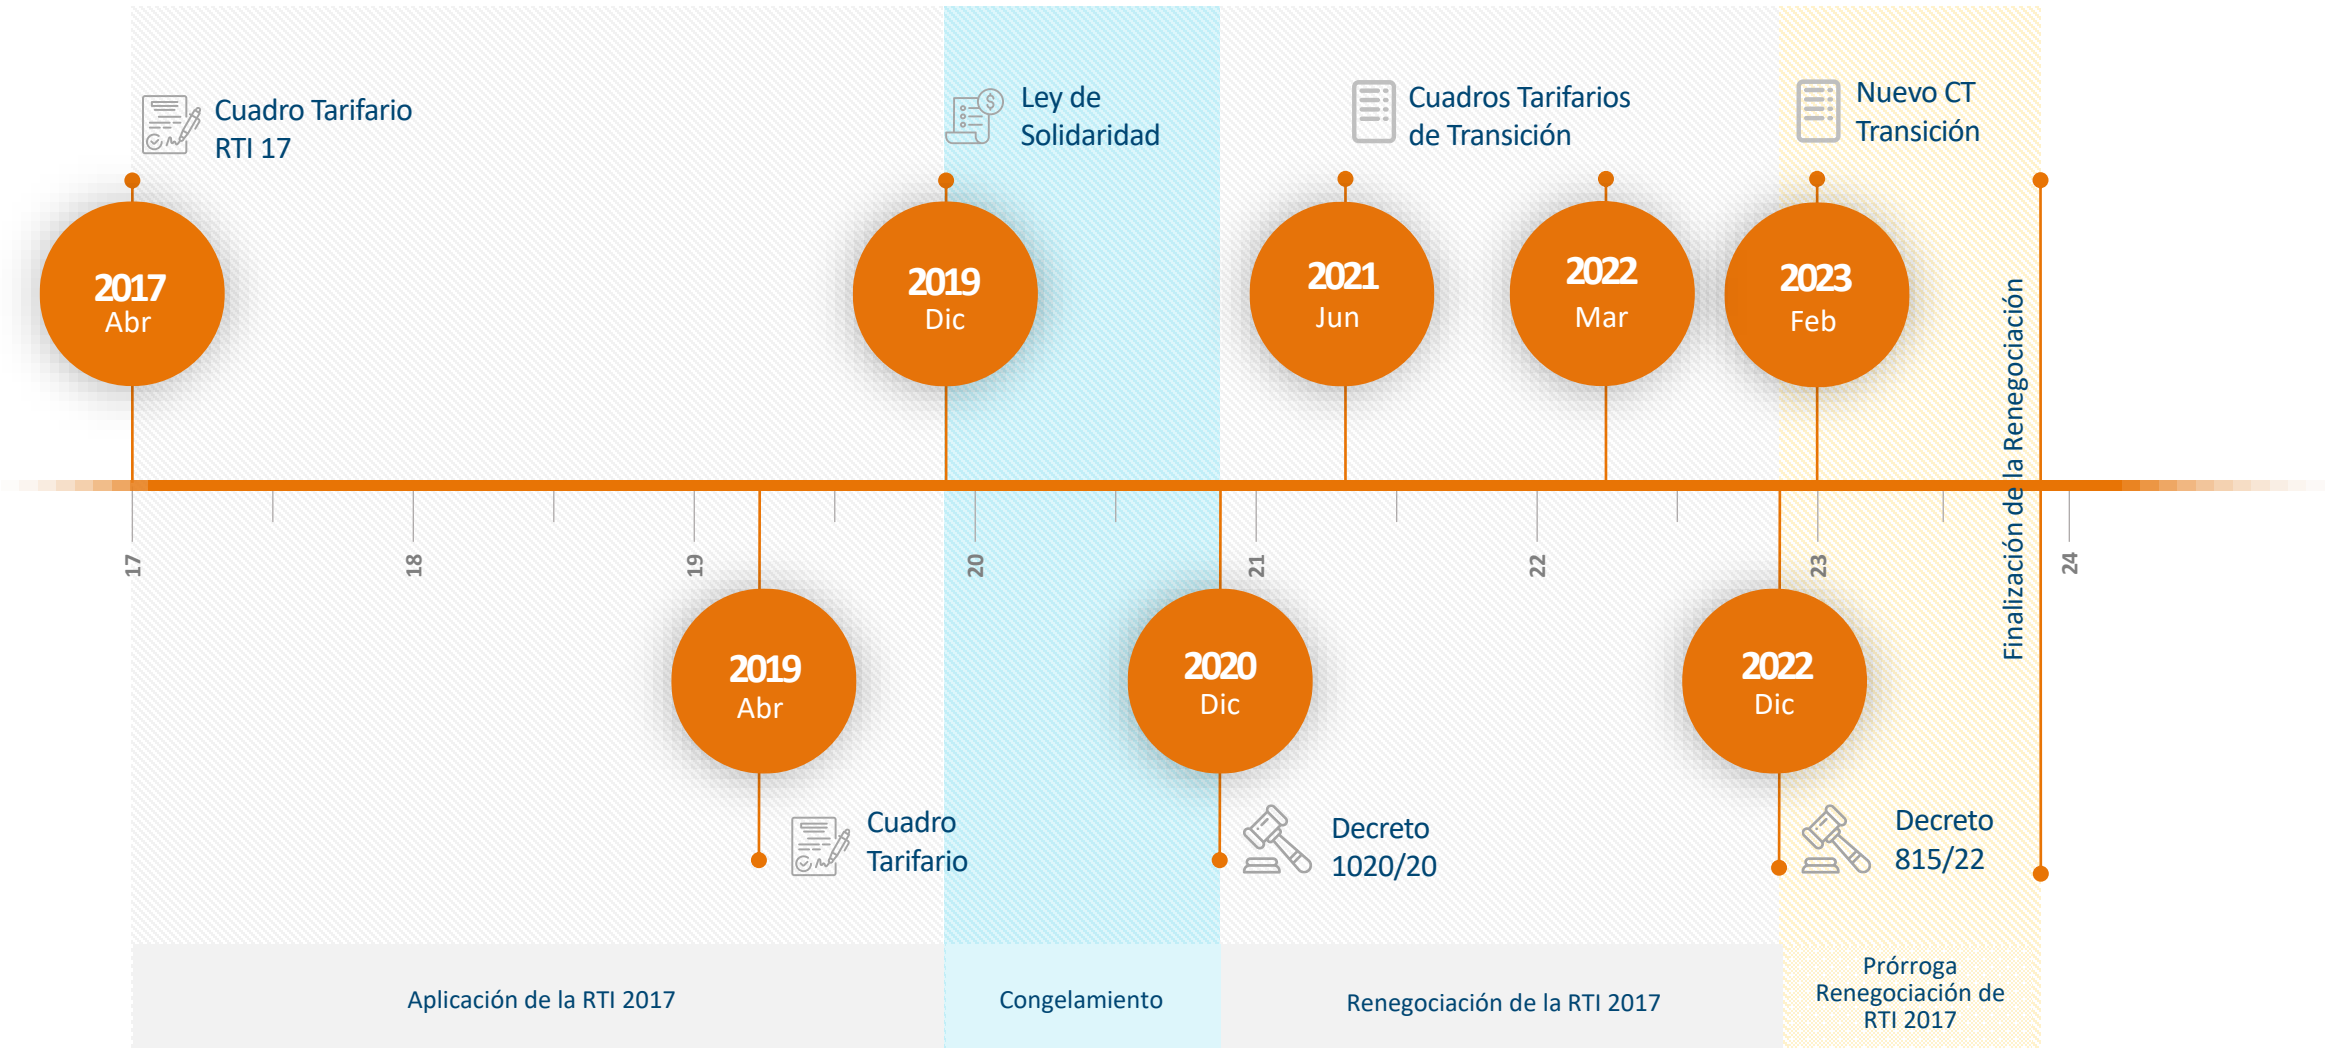 Cuadro Tarifario
RTI 17
Ley de
Solidaridad
Cuadros Tarifarios
de Transición
Nuevo CT
Transición
2017
Abr
2019
Dic
2021
Jun
2022
Mar
2023
Feb
Finalización de la Renegociación
17
18
19
20
21
22
23
24
2019
Abr
2020
Dic
2022
Dic
Cuadro
Tarifario
Decreto
1020/20
Decreto
815/22
Aplicación de la RTI 2017
Congelamiento
Renegociación de la RTI 2017
Prórroga
Renegociación de
RTI 2017